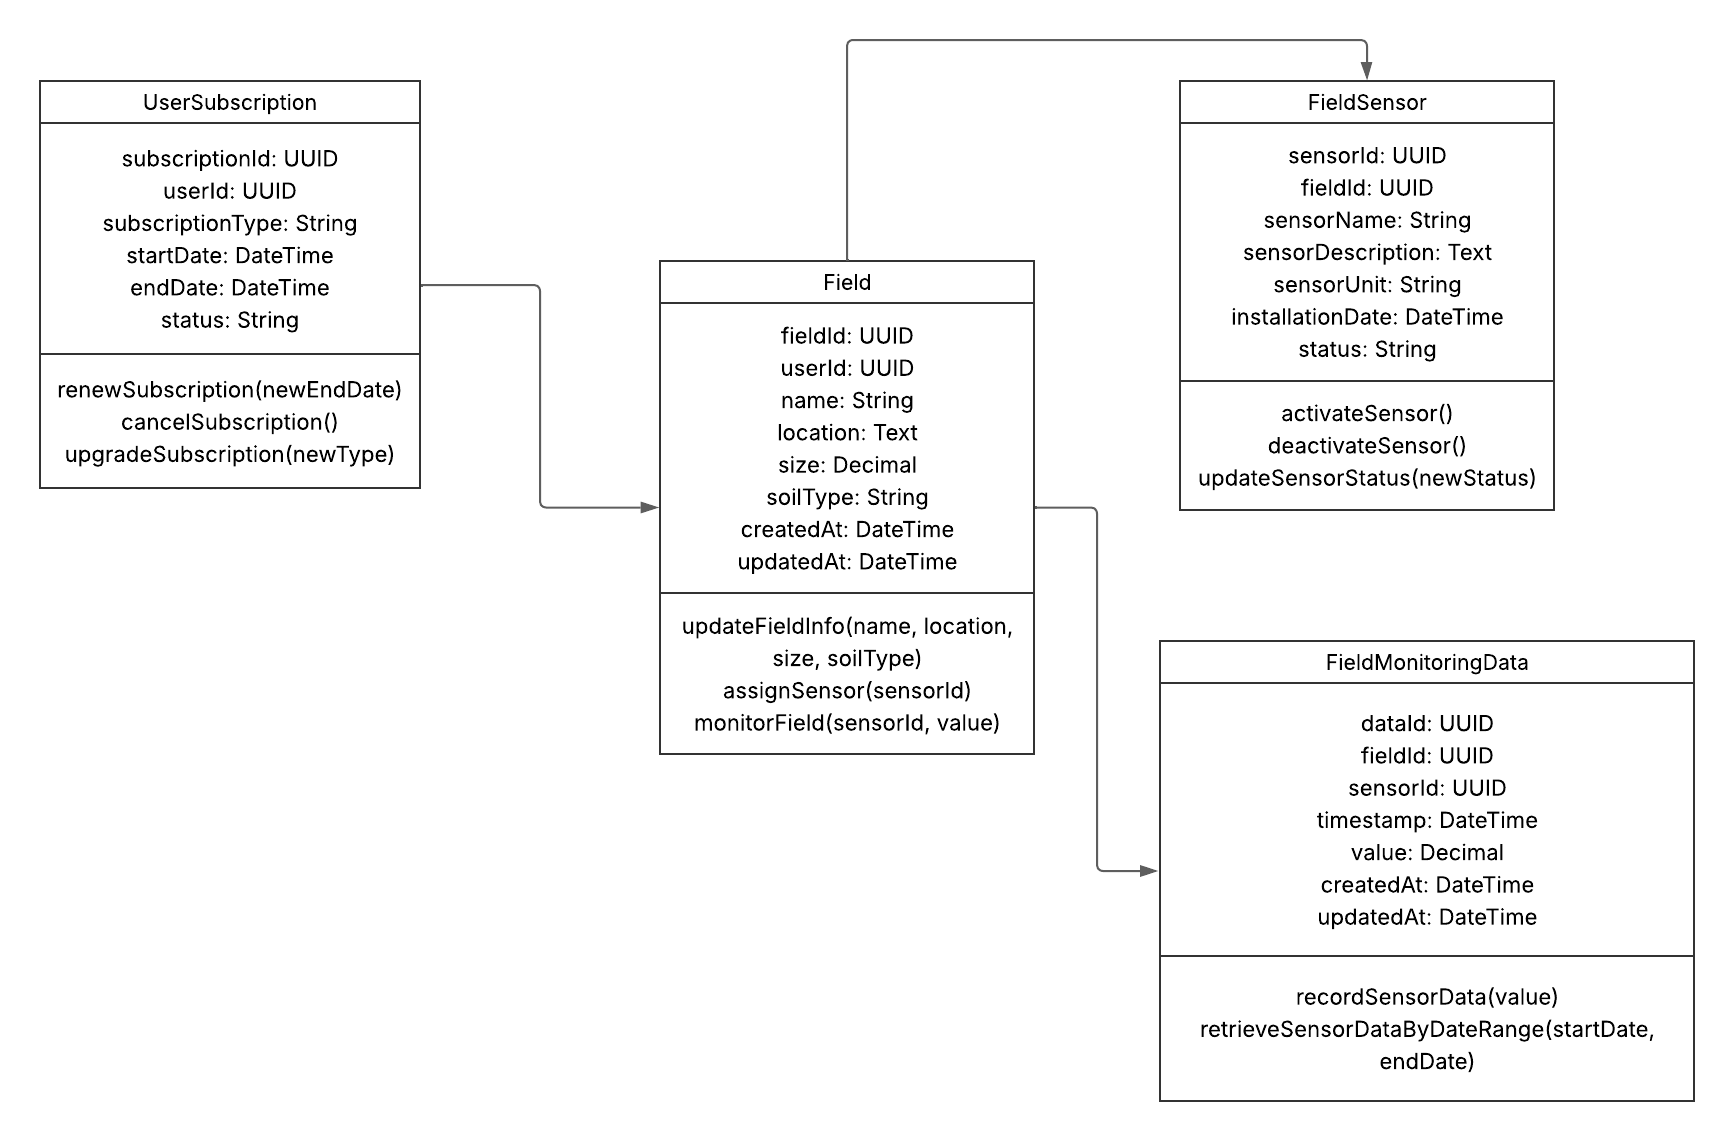 UserSubscription
subscriptionId: UUID
userId: UUID
subscriptionType: String
startDate: DateTime
endDate: DateTime
status: String
renewSubscription(newEndDate)
cancelSubscription()
upgradeSubscription(newType)
Field
fieldId: UUID
userId: UUID
name: String
location: Text
size: Decimal
soilType: String
createdAt: DateTime
updatedAt: DateTime
updateFieldInfo(name, location,
size, soilType)
assignSensor(sensorId)
monitorField(sensorId, value)
FieldSensor
sensorId: UUID
fieldId: UUID
sensorName: String
sensorDescription: Text
sensorUnit: String
installationDate: DateTime
status: String
activateSensor()
deactivateSensor()
updateSensorStatus(newStatus)
FieldMonitoringData
dataId: UUID
fieldId: UUID
sensorId: UUID
timestamp: DateTime
value: Decimal
createdAt: DateTime
updatedAt: DateTime
recordSensorData(value)
retrieveSensorDataByDateRange(startDate,
endDate)